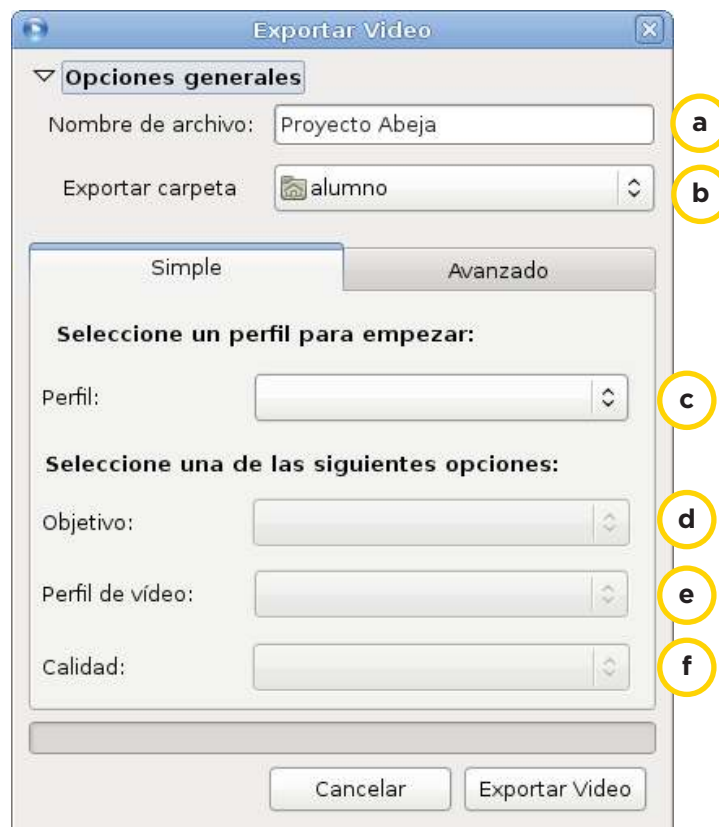 Exportar Video
Opciones generales
Nombre de archivo: Proyecto Abeja a
Exportar carpeta alumno b
Simple Avanzado
Seleccione un perfil para empezar:
Perfil: c
Seleccione una de las siguientes opciones:
Objetivo: d
Perfil de vídeo: e
Calidad: f
Cancelar Exportar Video